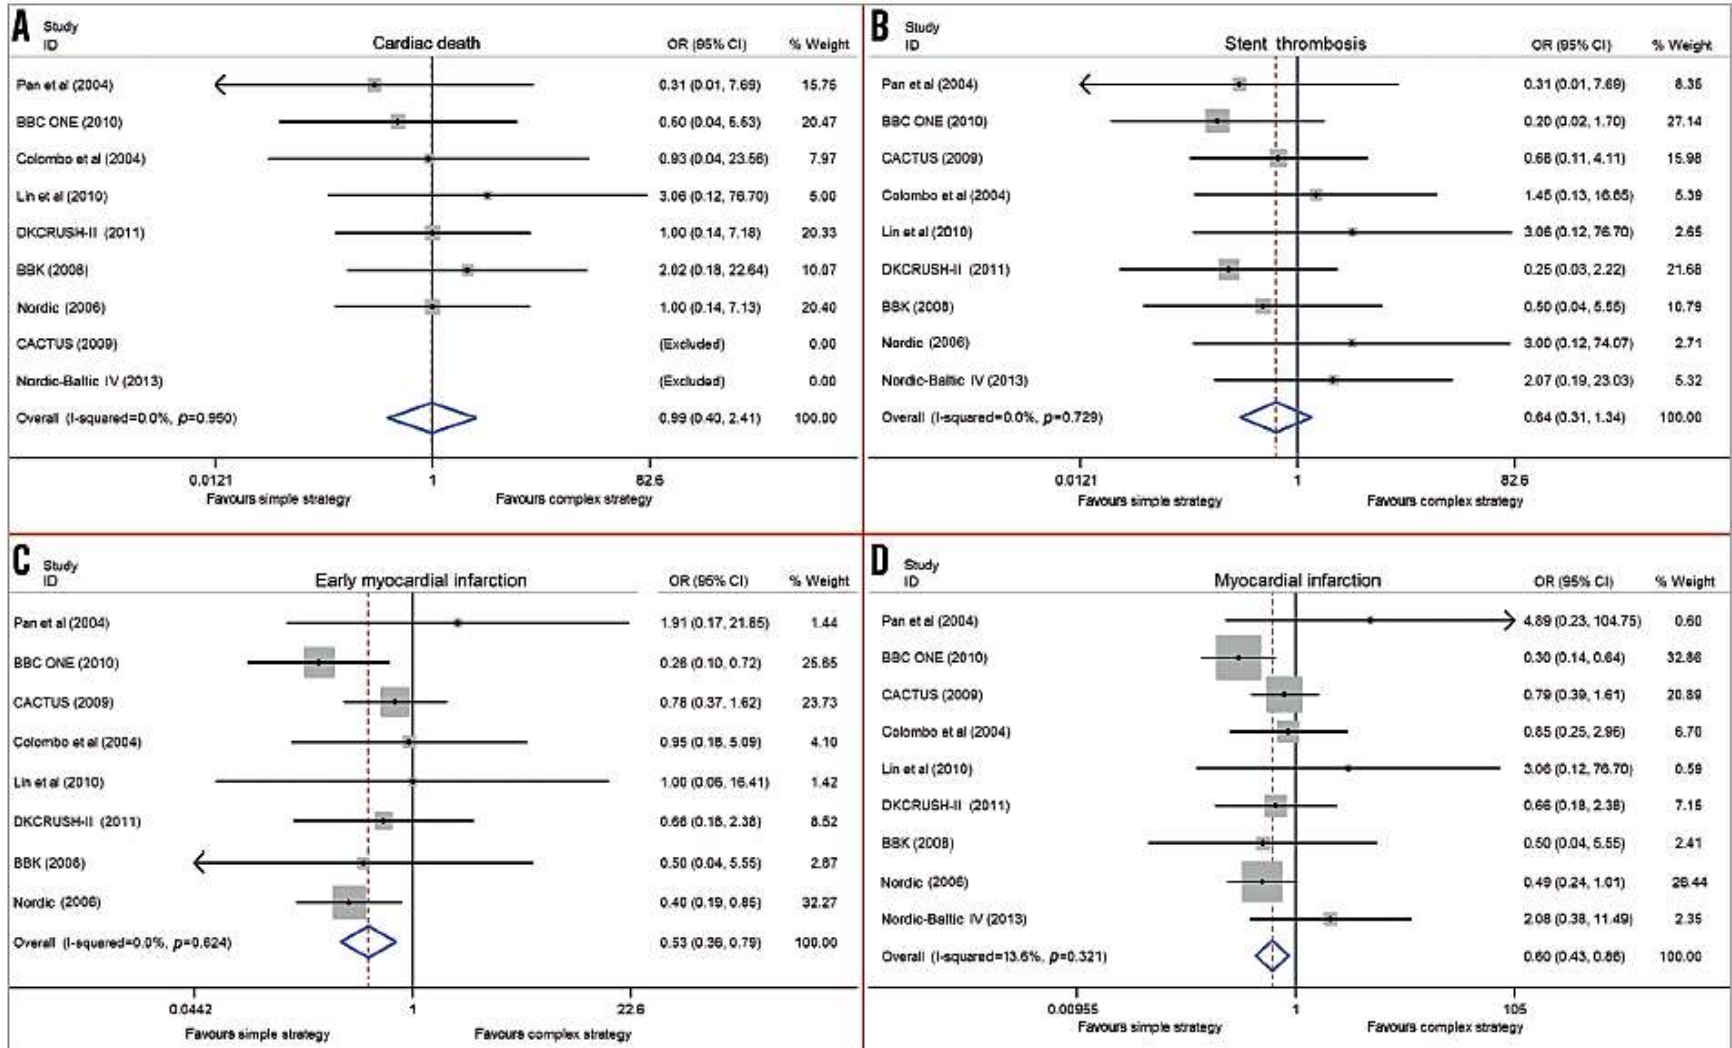 A
Study
ID Cardiac death OR (95% CI) % Weight
Pan et al (2004) 0.31 (0.01, 7.69) 15.75
BBC ONE (2010) 0.50 (0.04, 5.53) 20.47
Colombo et al (2004) 0.93 (0.04, 23.56) 7.97
Lin et al (2010) 3.06 (0.12, 76.70) 5.00
DKCRUSH-II (2011) 1.00 (0.14, 7.18) 20.33
BBK (2008) 2.02 (0.18, 22.64) 10.07
Nordic (2006) 1.00 (0.14, 7.13) 20.40
CACTUS (2009) (Excluded) 0.00
Nordic-Baltic IV (2013) (Excluded) 0.00
Overall (I-squared=0.0%, p=0.950) 0.99 (0.40, 2.41) 100.00
0.0121 1 82.6
Favours simple strategy Favours complex strategy
B
Study
ID Stent thrombosis OR (95% CI) % Weight
Pan et al (2004) 0.31 (0.01, 7.69) 8.35
BBC ONE (2010) 0.20 (0.02, 1.70) 27.14
CACTUS (2009) 0.68 (0.11, 4.11) 15.98
Colombo et al (2004) 1.45 (0.13, 16.65) 5.39
Lin et al (2010) 3.06 (0.12, 76.70) 2.65
DKCRUSH-II (2011) 0.25 (0.03, 2.22) 21.68
BBK (2008) 0.50 (0.04, 5.55) 10.79
Nordic (2006) 3.00 (0.12, 74.07) 2.71
Nordic-Baltic IV (2013) 2.07 (0.19, 23.03) 5.32
Overall (I-squared=0.0%, p=0.729) 0.64 (0.31, 1.34) 100.00
0.0121 1 82.6
Favours simple strategy Favours complex strategy
C
Study
ID Early myocardial infarction OR (95% CI) % Weight
Pan et al (2004) 1.91 (0.17, 21.85) 1.44
BBC ONE (2010) 0.26 (0.10, 0.72) 25.65
CACTUS (2009) 0.78 (0.37, 1.62) 23.73
Colombo et al (2004) 0.95 (0.18, 5.09) 4.10
Lin et al (2010) 1.00 (0.06, 16.41) 1.42
DKCRUSH-II (2011) 0.66 (0.18, 2.38) 8.52
BBK (2008) 0.50 (0.04, 5.55) 2.87
Nordic (2006) 0.40 (0.19, 0.85) 32.27
Overall (I-squared=0.0%, p=0.624) 0.53 (0.36, 0.79) 100.00
0.0442 1 22.6
Favours simple strategy Favours complex strategy
D
Study
ID Myocardial infarction OR (95% CI) % Weight
Pan et al (2004) 4.89 (0.23, 104.75) 0.60
BBC ONE (2010) 0.30 (0.14, 0.64) 32.86
CACTUS (2009) 0.79 (0.39, 1.61) 20.89
Colombo et al (2004) 0.85 (0.25, 2.96) 6.70
Lin et al (2010) 3.06 (0.12, 76.70) 0.59
DKCRUSH-II (2011) 0.66 (0.18, 2.38) 7.15
BBK (2008) 0.50 (0.04, 5.55) 2.41
Nordic (2006) 0.49 (0.24, 1.01) 26.44
Nordic-Baltic IV (2013) 2.08 (0.38, 11.49) 2.35
Overall (I-squared=13.6%, p=0.321) 0.60 (0.43, 0.86) 100.00
0.00955 1 105
Favours simple strategy Favours complex strategy